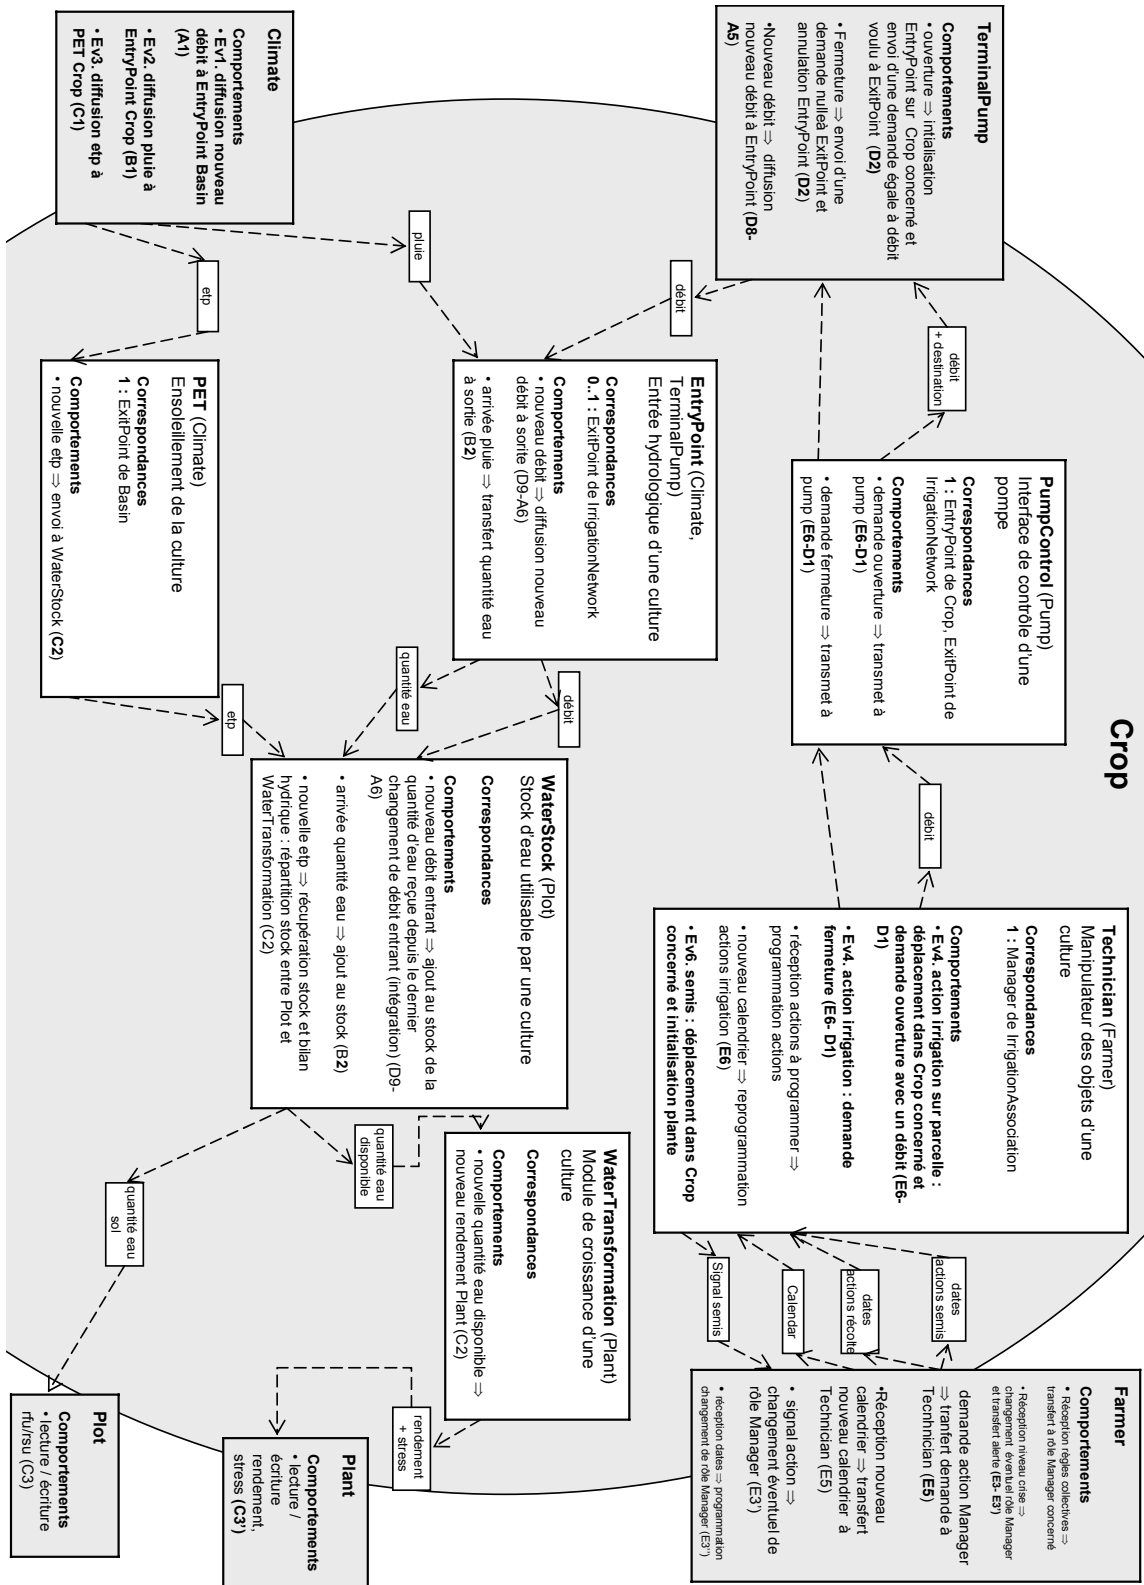 Crop
TerminalPump
Comportements
• ouverture ⇒ intialisation
EntryPoint sur Crop concerné et
envoi d'une demande égale à débit
voulu à ExitPoint (D2)
• Fermeture ⇒ envoi d'une
demande nulleà ExitPoint et
annulation EntryPoint (D2)
•Nouveau débit ⇒ diffusion
nouveau débit à EntryPoint (D8-
A5)
Climate
Comportements
• Ev1. diffusion nouveau
débit à EntryPoint Basin
(A1)
• Ev2. diffusion pluie à
EntryPoint Crop (B1)
• Ev3. diffusion etp à
PET Crop (C1)
débit
+ destination
débit
pluie
etp
PumpControl (Pump)
Interface de contrôle d'une
pompe
Correspondances
1 : EntryPoint de Crop, ExitPoint de
IrrigationNetwork
Comportements
• demande ouverture ⇒ transmet à
pump (E6-D1)
• demande fermeture ⇒ transmet à
pump (E6-D1)
EntryPoint (Climate,
TerminalPump)
Entrée hydrologique d'une culture
Correspondances
0..1 : ExitPoint de IrrigationNetwork
Comportements
• nouveau débit ⇒ diffusion nouveau
débit à sorite (D9-A6)
• arrivée pluie ⇒ transfert quantité eau
à sortie (B2)
PET (Climate)
Ensoleillement de la culture
Correspondances
1 : ExitPoint de Basin
Comportements
• nouvelle etp ⇒ envoi à WaterStock (C2)
débit
débit
quantité eau
etp
Technician (Farmer)
Manipulateur des objets d'une
culture
Correspondances
1 : Manager de IrrigationAssociation
Comportements
• Ev4. action irrigation sur parcelle :
déplacement dans Crop concerné et
demande ouverture avec un débit (E6-
D1)
• Ev4. action irrigation : demande
fermeture (E6- D1)
• réception actions à programmer ⇒
programmation actions
• nouveau calendrier ⇒ reprogrammation
actions irrigation (E6)
• Ev6. semis : déplacement dans Crop
concerné et initialisation plante
WaterStock (Plot)
Stock d'eau utilisable par une culture
Correspondances
Comportements
• nouveau débit entrant ⇒ ajout au stock de la
quantité d'eau reçue depuis le dernier
changement de débit entrant (intégration) (D9-
A6)
• arrivée quantité eau ⇒ ajout au stock (B2)
• nouvelle etp ⇒ récupération stock et bilan
hydrique : répartition stock entre Plot et
WaterTransformation (C2)
WaterTransformation (Plant)
Module de croissance d'une
culture
Correspondances
Comportements
• nouvelle quantité eau disponible ⇒
nouveau rendement Plant (C2)
quantité eau
disponible
quantité eau
sol
dates
actions semis
dates
actions récolte
Calendar
Signal semis
rendement
+ stress
Farmer
Comportements
• Réception règles collectives ⇒
transfert à rôle Manager concerné
• Réception niveau crise ⇒
changement éventuel rôle Manager
et transfert alerte (E3- E3')
demande action Manager
⇒ tranfert demande à
Tecnhnician (E5)
•Réception nouveau
calendrier ⇒ transfert
nouveau calendrier à
Technician (E5)
• signal action ⇒
changement éventuel de
rôle Manager (E3')
• réception dates ⇒ programmation
changement de rôle Manager (E3'')
Plant
Comportements
• lecture /
écriture
rendement,
stress (C3')
Plot
Comportements
• lecture / écriture
rfu/rsu (C3)